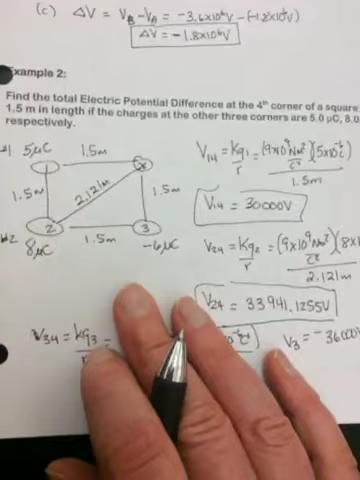 (c) ΔV = V_B - V_A = -3.6x10⁶V - (-1.8x10⁶V)
ΔV = -1.8x10⁶V
Example 2:
Find the total Electric Potential Difference at the 4th corner of a square
1.5 m in length if the charges at the other three corners are 5.0 μC, 8.0
respectively.
#1 5μC 1.5m
1.5m 2.121m 1.5m
2 1.5m 3
#2 8μC -6μC
V₁₄ = kq₁/r = (9x10⁹Nm²/C²)(5x10⁻⁶C)/1.5m
V₁₄ = 30000V
V₂₄ = kq₂/r = (9x10⁹Nm²/C²)(8x1/2.121m
V₂₄ = 33941.1255V
V₃₄ = kq₃/r = V₃ = -36000V